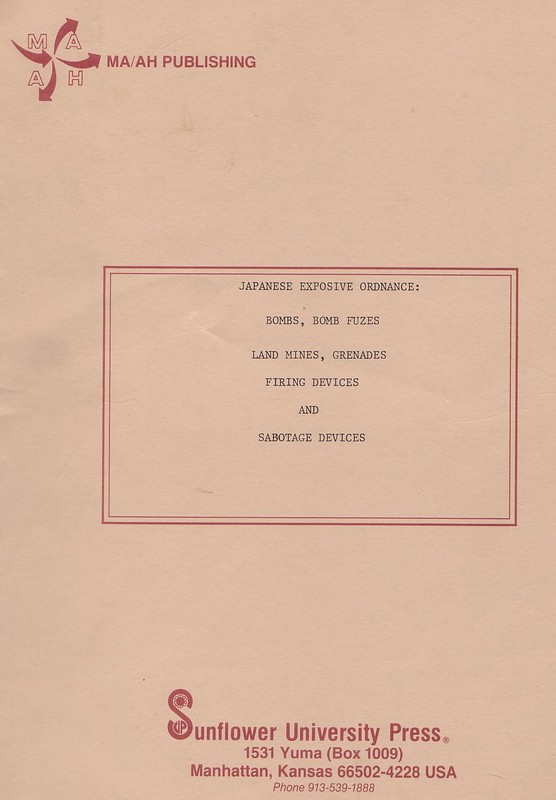 M A
A H
MA/AH PUBLISHING
JAPANESE EXPOSIVE ORDNANCE:
BOMBS, BOMB FUZES
LAND MINES, GRENADES
FIRING DEVICES
AND
SABOTAGE DEVICES
Sunflower University Press®
1531 Yuma (Box 1009)
Manhattan, Kansas 66502-4228 USA
Phone 913-539-1888